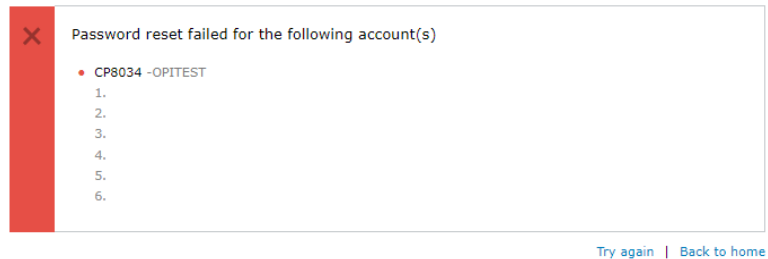 Password reset failed for the following account(s)
CP8034 -OPITEST
1.
2.
3.
4.
5.
6.
Try again | Back to home